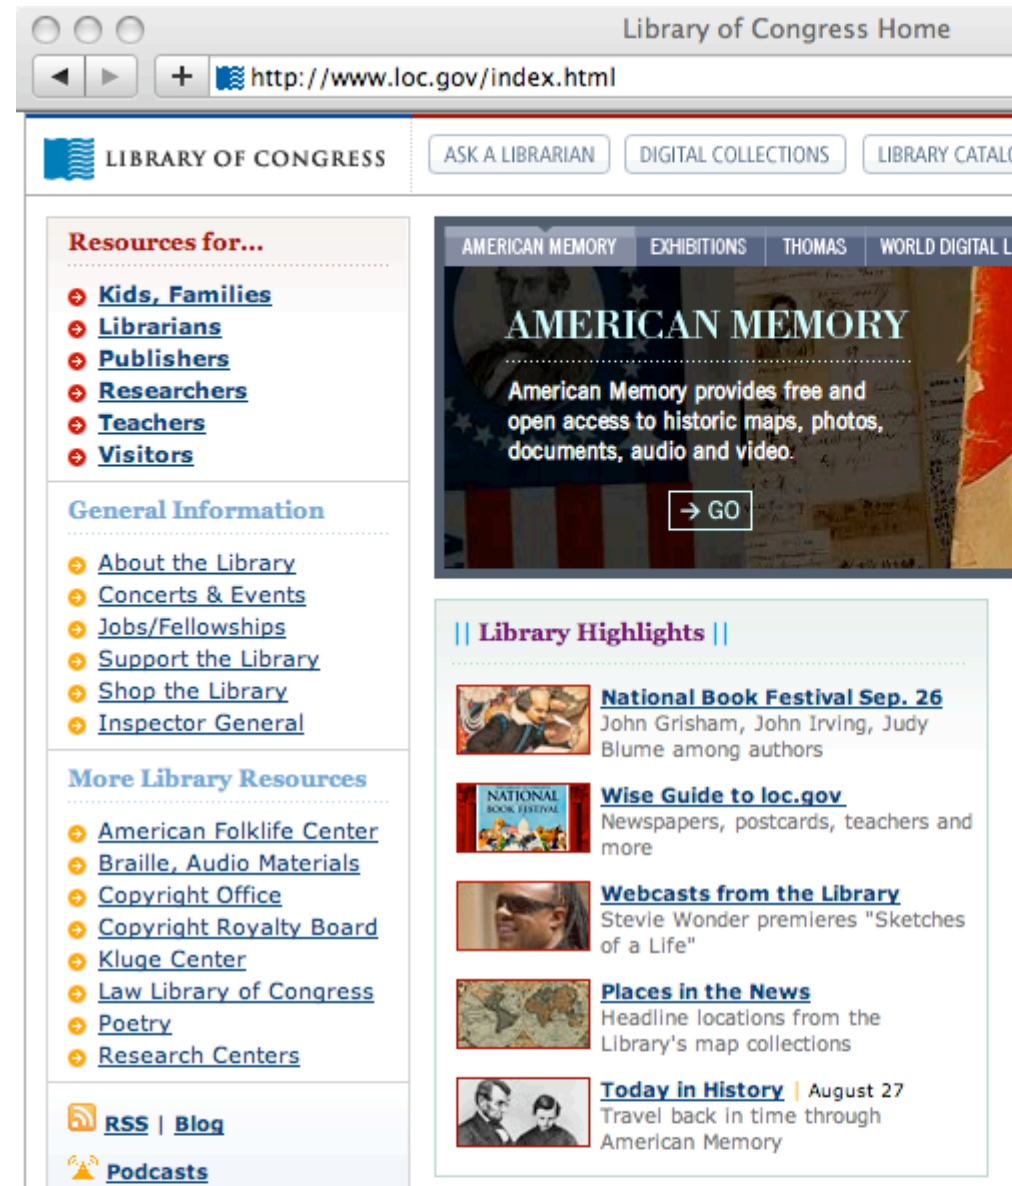 Library of Congress Home
http://www.loc.gov/index.html
LIBRARY OF CONGRESS
ASK A LIBRARIAN
DIGITAL COLLECTIONS
LIBRARY CATALO
Resources for...
Kids, Families
Librarians
Publishers
Researchers
Teachers
Visitors
General Information
About the Library
Concerts & Events
Jobs/Fellowships
Support the Library
Shop the Library
Inspector General
More Library Resources
American Folklife Center
Braille, Audio Materials
Copyright Office
Copyright Royalty Board
Kluge Center
Law Library of Congress
Poetry
Research Centers
RSS | Blog
Podcasts
AMERICAN MEMORY
EXHIBITIONS
THOMAS
WORLD DIGITAL L
AMERICAN MEMORY
American Memory provides free and
open access to historic maps, photos,
documents, audio and video.
→ GO
|| Library Highlights ||
National Book Festival Sep. 26
John Grisham, John Irving, Judy
Blume among authors
NATIONAL
BOOK FESTIVAL
Wise Guide to loc.gov
Newspapers, postcards, teachers and
more
Webcasts from the Library
Stevie Wonder premieres "Sketches
of a Life"
Places in the News
Headline locations from the
Library's map collections
Today in History | August 27
Travel back in time through
American Memory